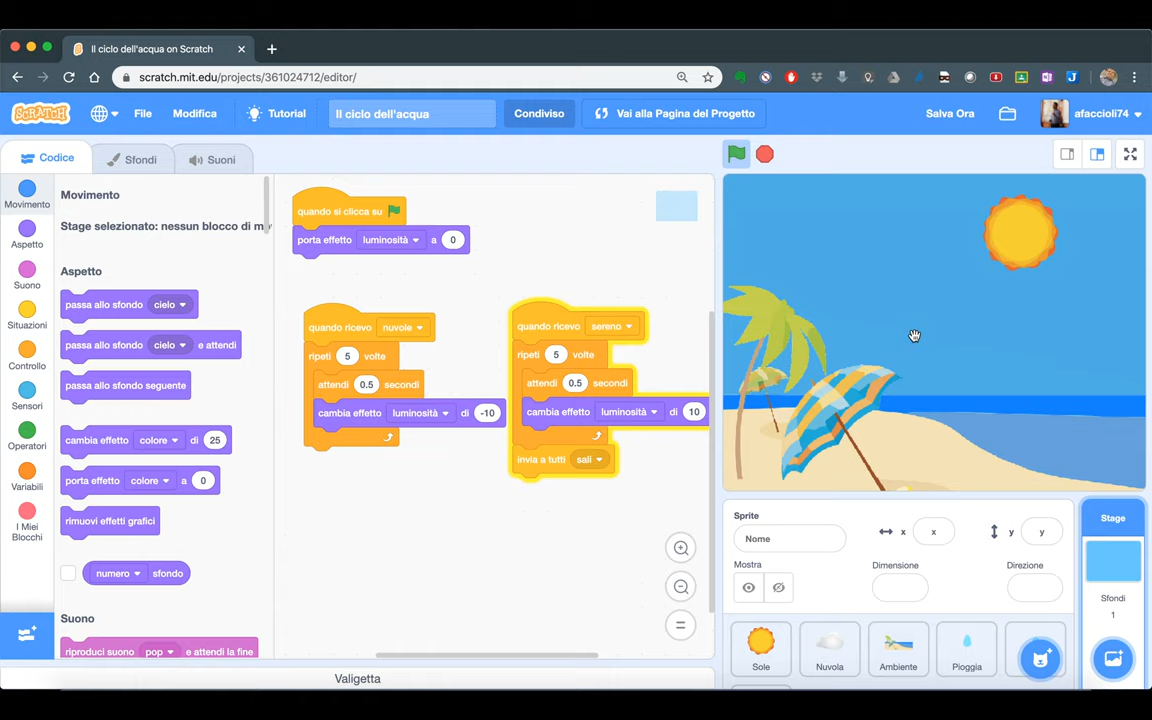 Il ciclo dell'acqua on Scratch
scratch.mit.edu/projects/361024712/editor/
SCRATCH
File
Modifica
Tutorial
Il ciclo dell'acqua
Condiviso
Vai alla Pagina del Progetto
Salva Ora
afaccioli74
Codice
Sfondi
Suoni
Movimento
Aspetto
Suono
Situazioni
Controllo
Sensori
Operatori
Variabili
I Miei
Blocchi
Movimento
Stage selezionato: nessun blocco di m
Aspetto
passa allo sfondo cielo
passa allo sfondo cielo e attendi
passa allo sfondo seguente
cambia effetto colore di 25
porta effetto colore a 0
rimuovi effetti grafici
numero sfondo
Suono
riproduci suono pop e attendi la fine
quando si clicca su
porta effetto luminosità a 0
quando ricevo nuvole
ripeti 5 volte
attendi 0.5 secondi
cambia effetto luminosità di -10
quando ricevo sereno
ripeti 5 volte
attendi 0.5 secondi
cambia effetto luminosità di 10
invia a tutti sali
Valigetta
Sprite
Nome
x x
y y
Mostra
Dimensione
Direzione
Sole
Nuvola
Ambiente
Pioggia
Stage
Sfondi
1